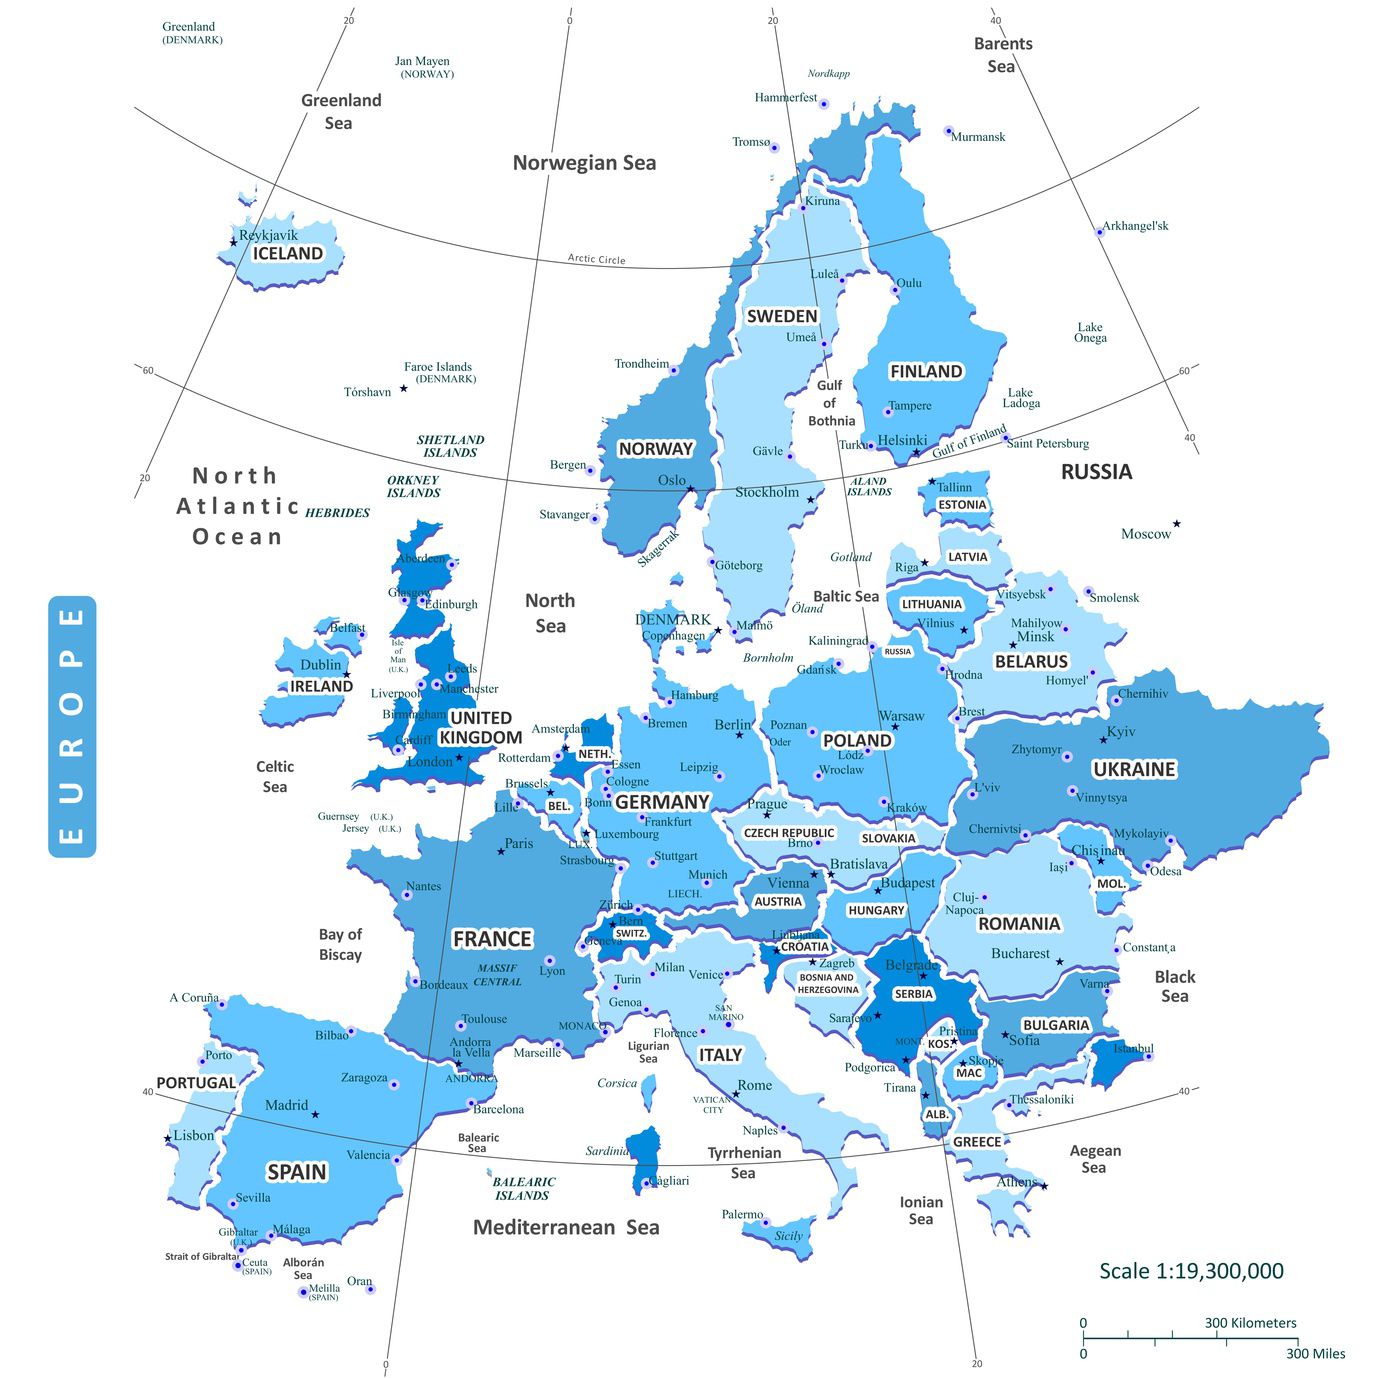 Greenland
(DENMARK)
20
0
20
40
Jan Mayen
(NORWAY)
Barents
Sea
Nordkapp
Hammerfest
Greenland
Sea
Murmansk
Tromsø
Norwegian Sea
Kiruna
Arkhangel'sk
Reykjavík
ICELAND
Arctic Circle
Luleå
Oulu
SWEDEN
Umeå
Lake
Onega
Trondheim
FINLAND
60
60
Faroe Islands
(DENMARK)
Tórshavn
Gulf
of
Bothnia
Lake
Ladoga
Tampere
Turku
Helsinki
Gulf of Finland
Saint Petersburg
40
SHETLAND
ISLANDS
NORWAY
Gävle
Bergen
Oslo
Stockholm
ALAND
ISLANDS
RUSSIA
20
North
Atlantic
Ocean
ORKNEY
ISLANDS
HEBRIDES
Stavanger
Skagerrak
Tallinn
ESTONIA
Moscow
Aberdeen
Göteborg
Gotland
Riga
LATVIA
Glasgow
Edinburgh
North
Sea
Baltic Sea
Öland
LITHUANIA
Vilnius
Vitsyebsk
Smolensk
Belfast
DENMARK
Copenhagen
Malmö
Kaliningrad
RUSSIA
Mahilyow
Minsk
BELARUS
Isle
of
Man
(U.K.)
Dublin
IRELAND
Leeds
Liverpool
Manchester
Bornholm
Gdańsk
Hrodna
Homyel'
Hamburg
Chernihiv
Birmingham
UNITED
KINGDOM
Cardiff
London
Amsterdam
NETH.
Rotterdam
Bremen
Berlin
Poznan
Oder
Warsaw
POLAND
Lódz
Brest
Kyiv
Zhytomyr
UKRAINE
Celtic
Sea
Essen
Cologne
Bonn
Brussels
BEL.
Lille
Leipzig
Wroclaw
GERMANY
Frankfurt
Prague
Kraków
L'viv
Vinnytsya
Guernsey (U.K.)
Jersey (U.K.)
Luxembourg
LUX.
CZECH REPUBLIC
Brno
SLOVAKIA
Chernivtsi
Mykolayiv
Paris
Strasbourg
Stuttgart
Munich
LIECH.
Bratislava
Vienna
AUSTRIA
Budapest
HUNGARY
Chisinau
Iași
MOL.
Odesa
Nantes
Zürich
Bern
SWITZ.
Geneva
Cluj-
Napoca
ROMANIA
Bucharest
Constanța
Bay of
Biscay
FRANCE
MASSIF
CENTRAL
Lyon
Ljubljana
CROATIA
Zagreb
Milan
Turin
Venice
Genoa
BOSNIA AND
HERZEGOVINA
Belgrade
SERBIA
Black
Sea
Varna
A Coruña
Bordeaux
Toulouse
Bilbao
Andorra
la Vella
ANDORRA
Marseille
MONACO
Florence
SAN
MARINO
Sarajevo
MONT.
Pristina
KOS.
BULGARIA
Sofia
Istanbul
Porto
PORTUGAL
Ligurian
Sea
ITALY
Podgorica
Skopje
MAC
Zaragoza
Corsica
Rome
VATICAN
CITY
Tirana
ALB.
Thessaloníki
40
40
Madrid
Barcelona
Lisbon
Balearic
Sea
Naples
GREECE
Valencia
Sardinia
Tyrrhenian
Sea
Aegean
Sea
SPAIN
BALEARIC
ISLANDS
Càgliari
Athens
Sevilla
Gibraltar
(U.K.)
Málaga
Mediterranean Sea
Palermo
Sicily
Ionian
Sea
Strait of Gibraltar
Ceuta
(SPAIN)
Alborán
Sea
Melilla
(SPAIN)
Oran
Scale 1:19,300,000
0
300 Kilometers
0
300 Miles
0
20
EUROPE